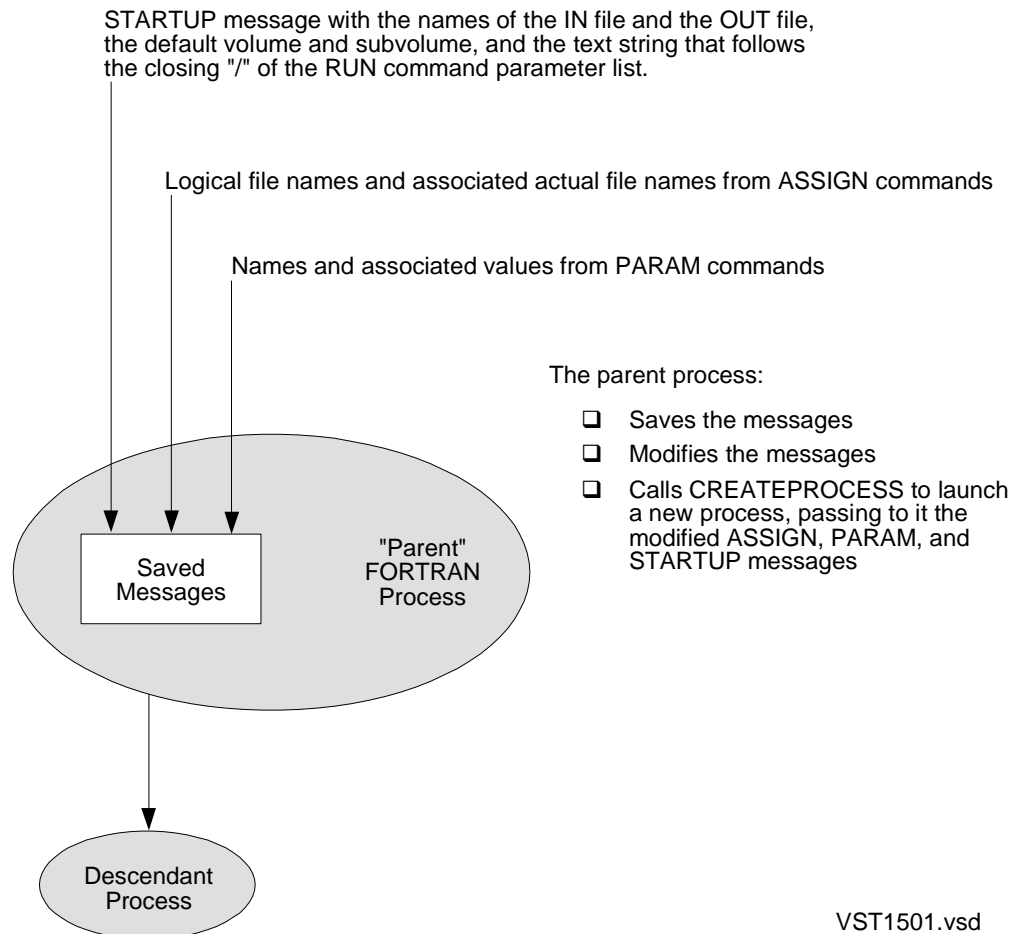 STARTUP message with the names of the IN file and the OUT file,
the default volume and subvolume, and the text string that follows
the closing "/" of the RUN command parameter list.
Logical file names and associated actual file names from ASSIGN commands
Names and associated values from PARAM commands
The parent process:
❑ Saves the messages
❑ Modifies the messages
❑ Calls CREATEPROCESS to launch
a new process, passing to it the
modified ASSIGN, PARAM, and
STARTUP messages
Saved
Messages
"Parent"
FORTRAN
Process
Descendant
Process
VST1501.vsd